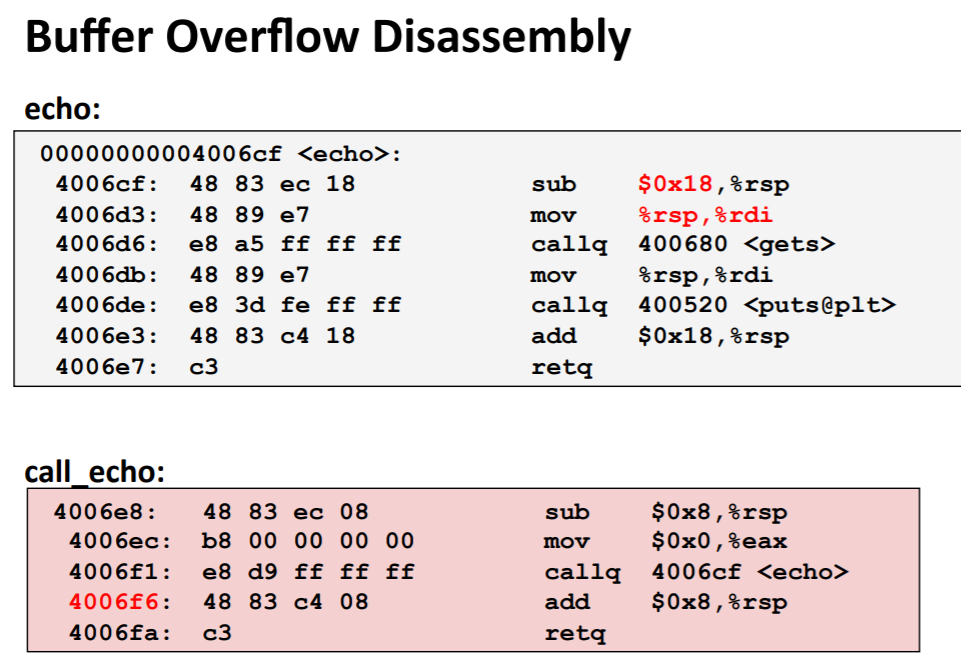 Buffer Overflow Disassembly
echo:
00000000004006cf <echo>:
4006cf: 48 83 ec 18 sub $0x18,%rsp
4006d3: 48 89 e7 mov %rsp,%rdi
4006d6: e8 a5 ff ff ff callq 400680 <gets>
4006db: 48 89 e7 mov %rsp,%rdi
4006de: e8 3d fe ff ff callq 400520 <puts@plt>
4006e3: 48 83 c4 18 add $0x18,%rsp
4006e7: c3 retq
call_echo:
4006e8: 48 83 ec 08 sub $0x8,%rsp
4006ec: b8 00 00 00 00 mov $0x0,%eax
4006f1: e8 d9 ff ff ff callq 4006cf <echo>
4006f6: 48 83 c4 08 add $0x8,%rsp
4006fa: c3 retq